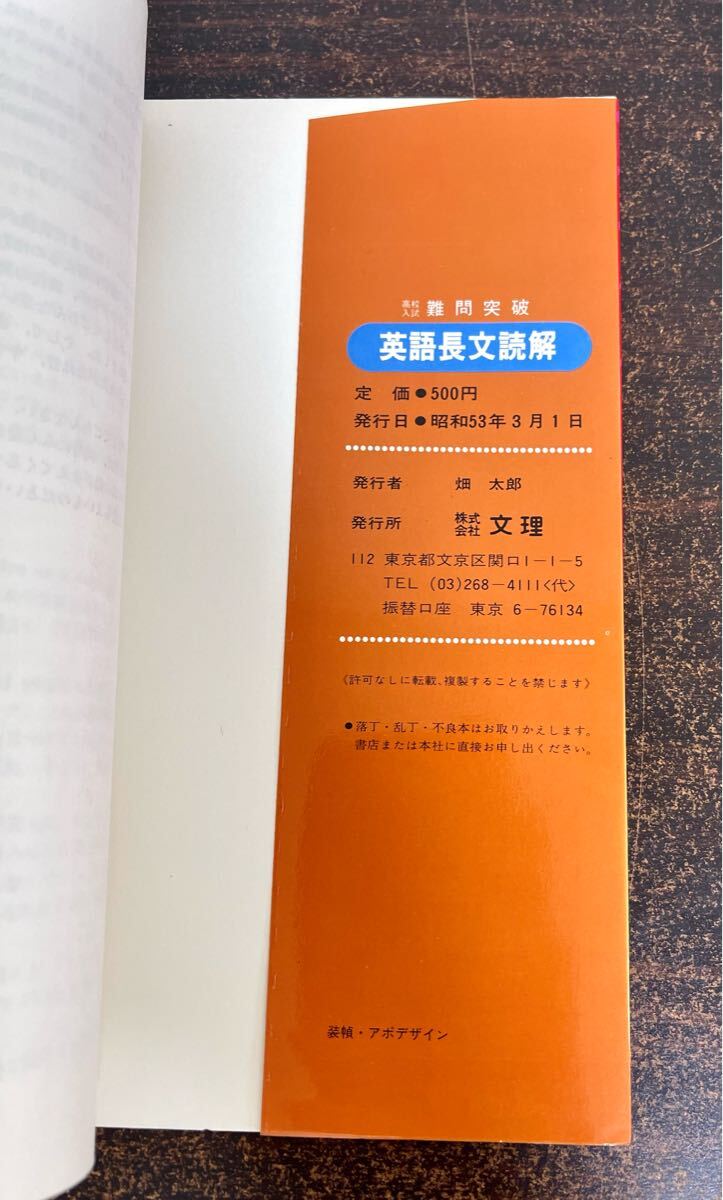 高校入試 難問突破
英語長文読解
定 価●500円
発行日●昭和53年3月1日
発行者 畑 太郎
発行所 株式会社 文理
112 東京都文京区関口1-1-5
TEL (03)268-4111<代>
振替口座 東京 6-76134
《許可なしに転載、複製することを禁じます》
●落丁・乱丁・不良本はお取りかえします。
書店または本社に直接お申し出ください。
装幀・アポデザイン